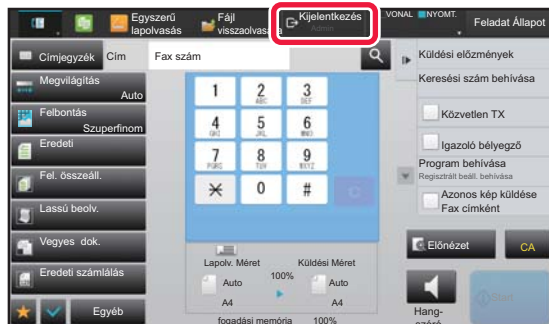 Egyszerű
lapolvasás
Fájl
visszaolvasása
Kijelentkezés
Admin
VONAL
NYOMT.
Feladat Állapot
Címjegyzék
Cím
Fax szám
Megvilágítás
Auto
Felbontás
Szuperfinom
Eredeti
Fel. összeáll.
Lassú beolv.
Vegyes dok.
Eredeti számlálás
Egyéb
1
2
ABC
3
DEF
4
GHI
5
JKL
6
MNO
7
PQRS
8
TUV
9
WXYZ
0
#
C
Lapolv. Méret
Küldési Méret
Auto
100%
Auto
A4
A4
fogadási memória 100%
Küldési előzmények
Keresési szám behívása
Közvetlen TX
Igazoló bélyegző
Program behívása
Regisztrált beáll. behívása
Azonos kép küldése
Fax címként
Előnézet
CA
Hang-
szóró
Start